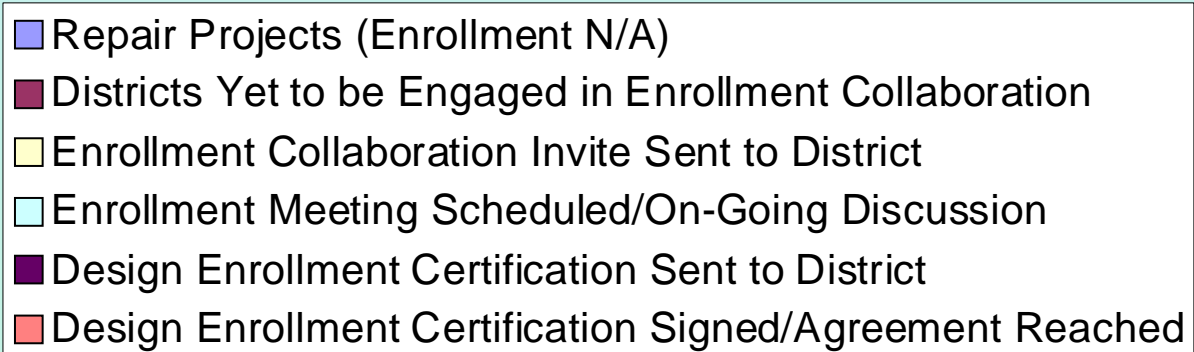 Repair Projects (Enrollment N/A)
Districts Yet to be Engaged in Enrollment Collaboration
Enrollment Collaboration Invite Sent to District
Enrollment Meeting Scheduled/On-Going Discussion
Design Enrollment Certification Sent to District
Design Enrollment Certification Signed/Agreement Reached